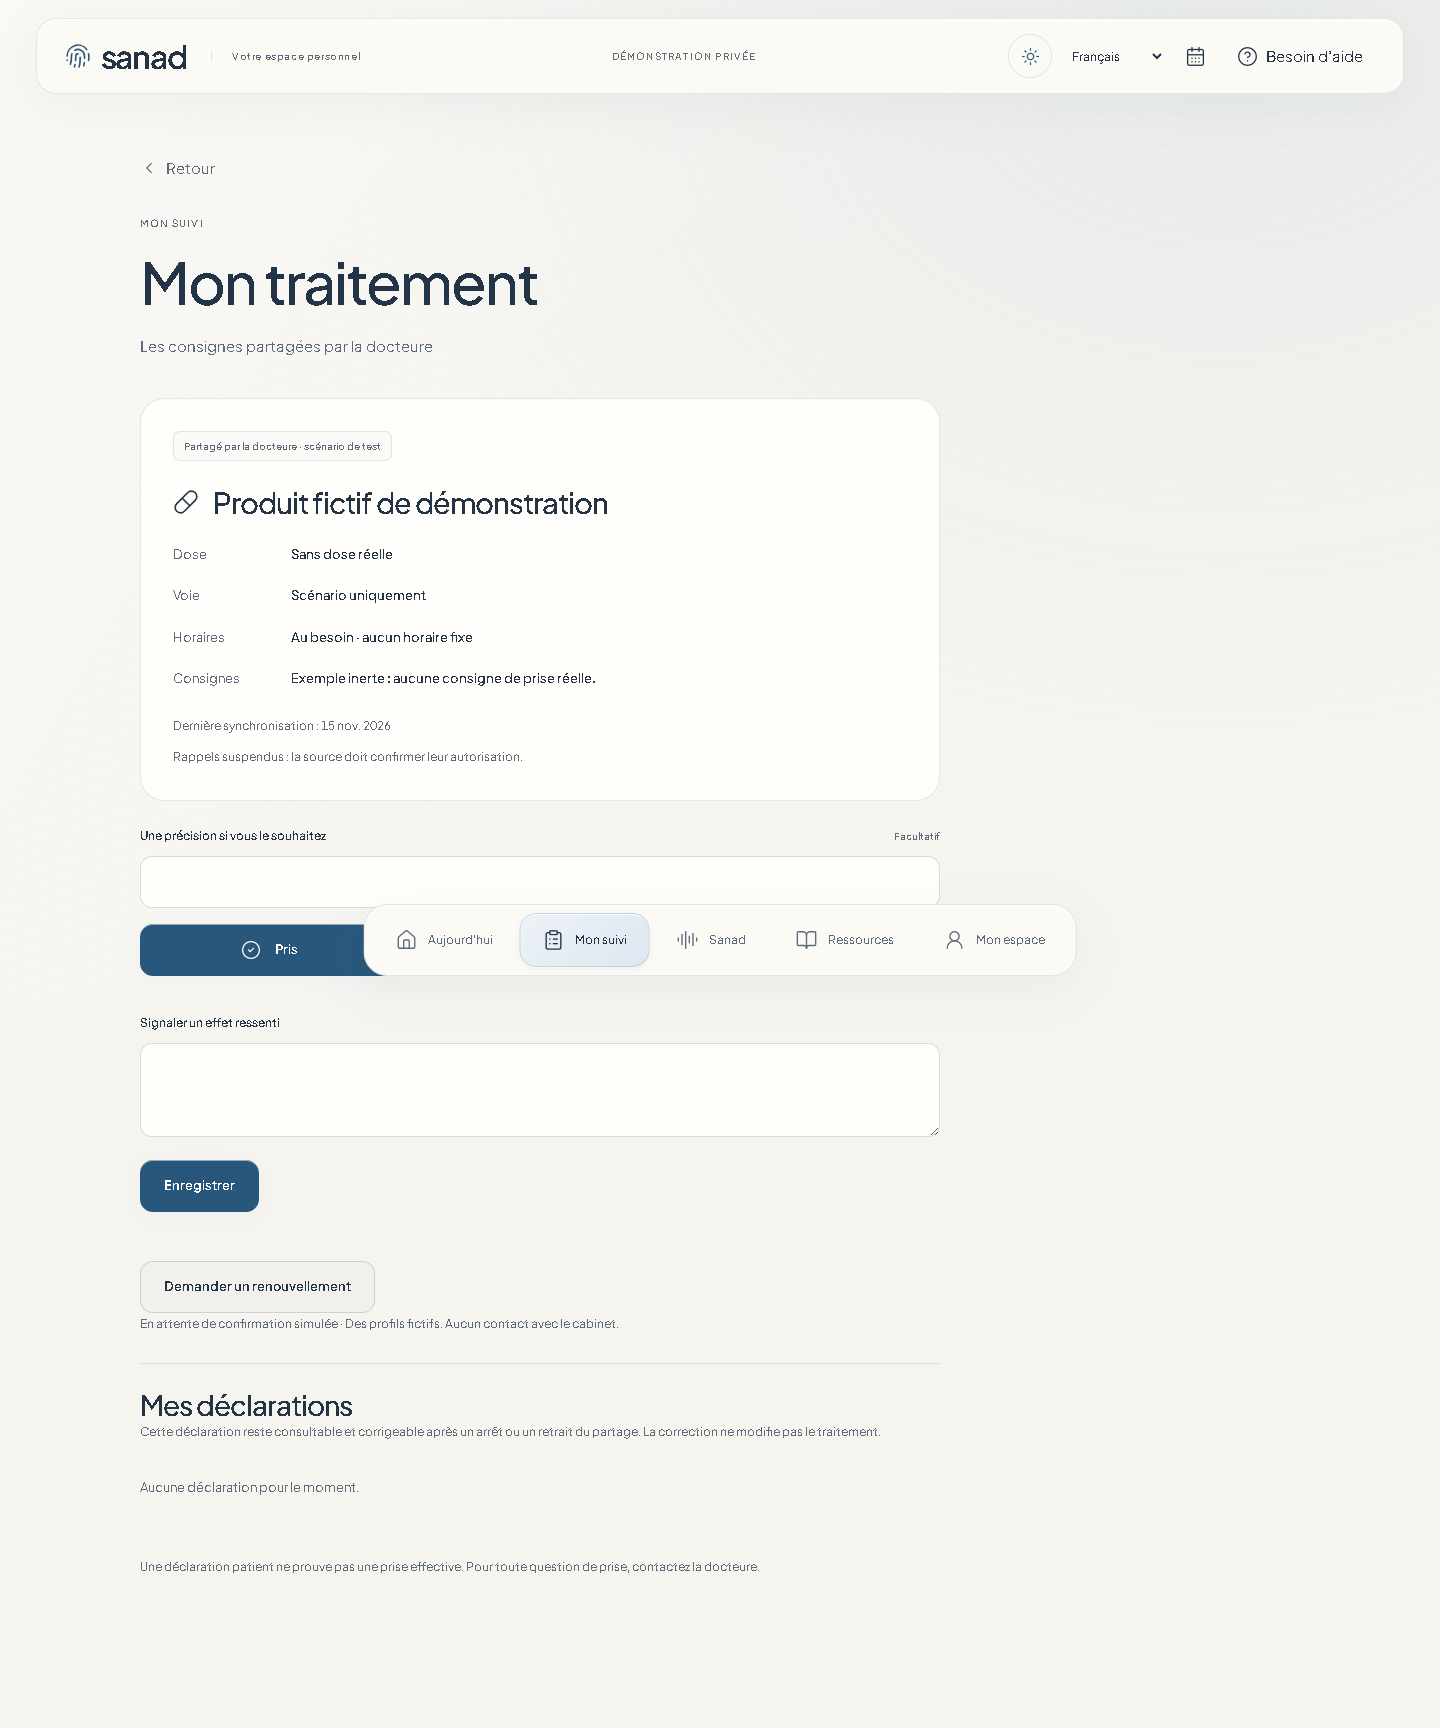 sanad
Votre espace personnel
DÉMONSTRATION PRIVÉE
Français
Besoin d'aide
Retour
MON SUIVI
Mon traitement
Les consignes partagées par la docteure
Partagé par la docteure · scénario de test
Produit fictif de démonstration
Dose Sans dose réelle
Voie Scénario uniquement
Horaires Au besoin · aucun horaire fixe
Consignes Exemple inerte : aucune consigne de prise réelle.
Dernière synchronisation : 15 nov. 2026
Rappels suspendus : la source doit confirmer leur autorisation.
Une précision si vous le souhaitez Facultatif
Pris
Aujourd'hui Mon suivi Sanad Ressources Mon espace
Signaler un effet ressenti
Enregistrer
Demander un renouvellement
En attente de confirmation simulée · Des profils fictifs. Aucun contact avec le cabinet.
Mes déclarations
Cette déclaration reste consultable et corrigeable après un arrêt ou un retrait du partage. La correction ne modifie pas le traitement.
Aucune déclaration pour le moment.
Une déclaration patient ne prouve pas une prise effective. Pour toute question de prise, contactez la docteure.